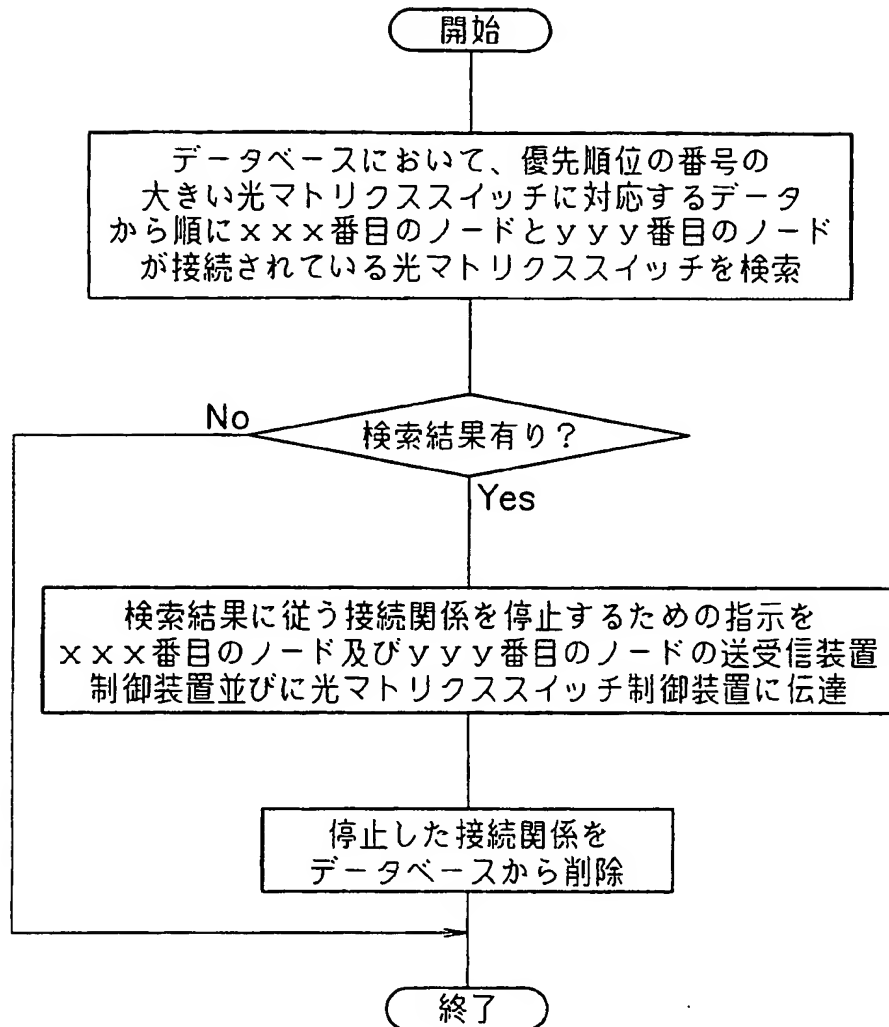 開始
データベースにおいて、優先順位の番号の
大きい光マトリクススイッチに対応するデータ
から順にｘｘｘ番目のノードとｙｙｙ番目のノード
が接続されている光マトリクススイッチを検索
No
検索結果有り？
Yes
検索結果に従う接続関係を停止するための指示を
ｘｘｘ番目のノード及びｙｙｙ番目のノードの送受信装置
制御装置並びに光マトリクススイッチ制御装置に伝達
停止した接続関係を
データベースから削除
終了